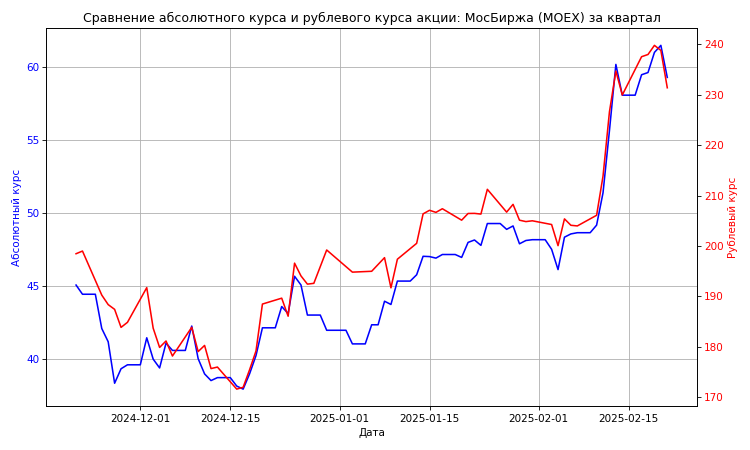 Сравнение абсолютного курса и рублевого курса акции: МосБиржа (MOEX) за квартал
Абсолютный курс
60
55
50
45
40
240
230
220
210
200
190
180
170
Рублевый курс
2024-12-01 2024-12-15 2025-01-01 2025-01-15 2025-02-01 2025-02-15
Дата